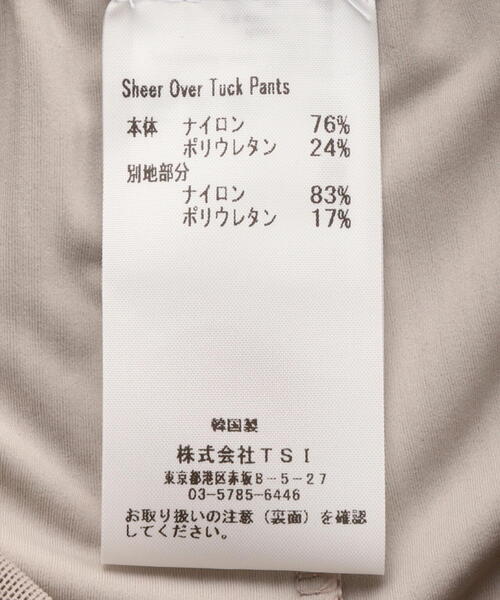 Sheer Over Tuck Pants
本体 ナイロン 76%
ポリウレタン 24%
別地部分
ナイロン 83%
ポリウレタン 17%
韓国製
株式会社TSI
東京都港区赤坂8-5-27
03-5785-6446
お取り扱いの注意(裏面)を確認
してください。